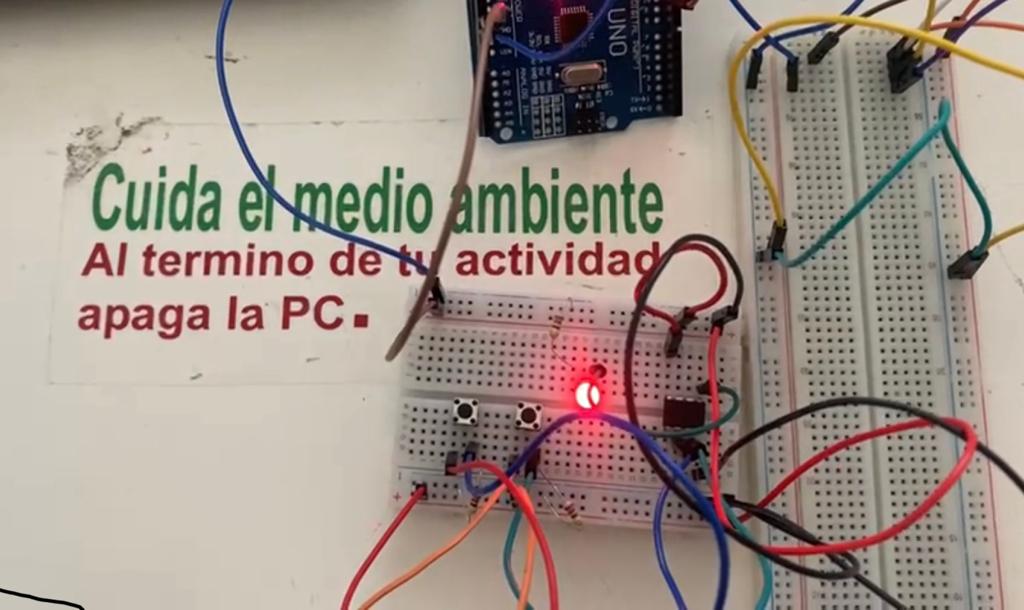 UNO
Cuida el medio ambiente
Al termino de tu actividad
apaga la PC.